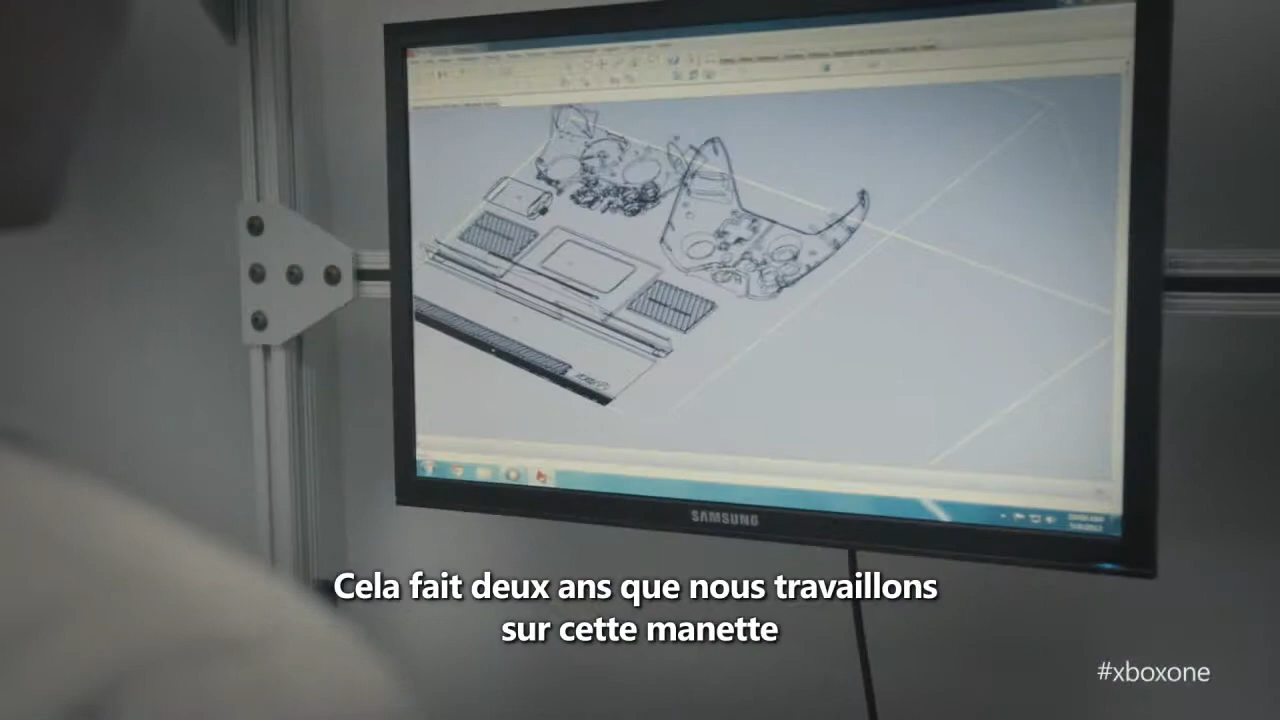 SAMSUNG
Cela fait deux ans que nous travaillons
sur cette manette
#xboxone